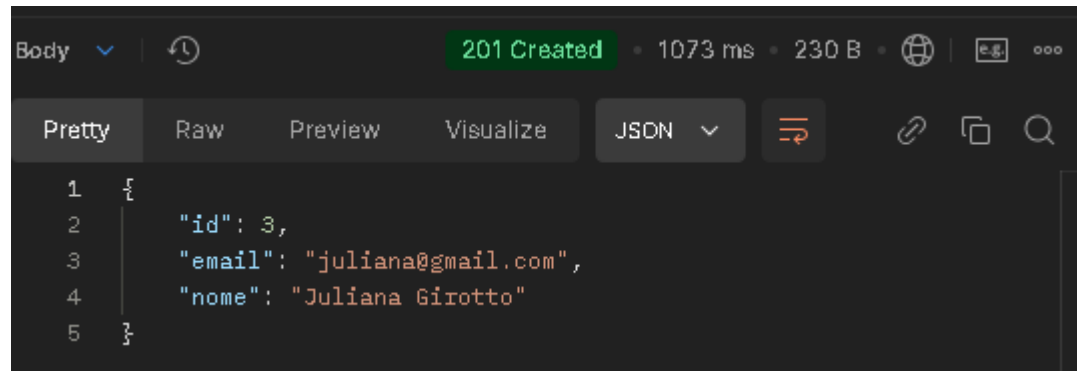 Body 201 Created • 1073 ms • 230 B e.g. ooo
Pretty Raw Preview Visualize JSON
1 {
2 "id": 3,
3 "email": "juliana@gmail.com",
4 "nome": "Juliana Girotto"
5 }